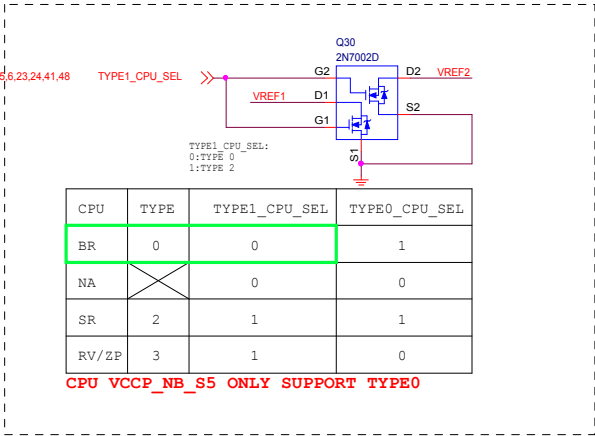 Q30
2N7002D
5,6,23,24,41,48 TYPE1_CPU_SEL G2 D2 VREF2
VREF1 D1 S2
G1
TYPE1_CPU_SEL:
0:TYPE 0
1:TYPE 2
S1
CPU TYPE TYPE1_CPU_SEL TYPE0_CPU_SEL
BR 0 0 1
NA 0 0
SR 2 1 1
RV/ZP 3 1 0
CPU VCCP_NB_S5 ONLY SUPPORT TYPE0